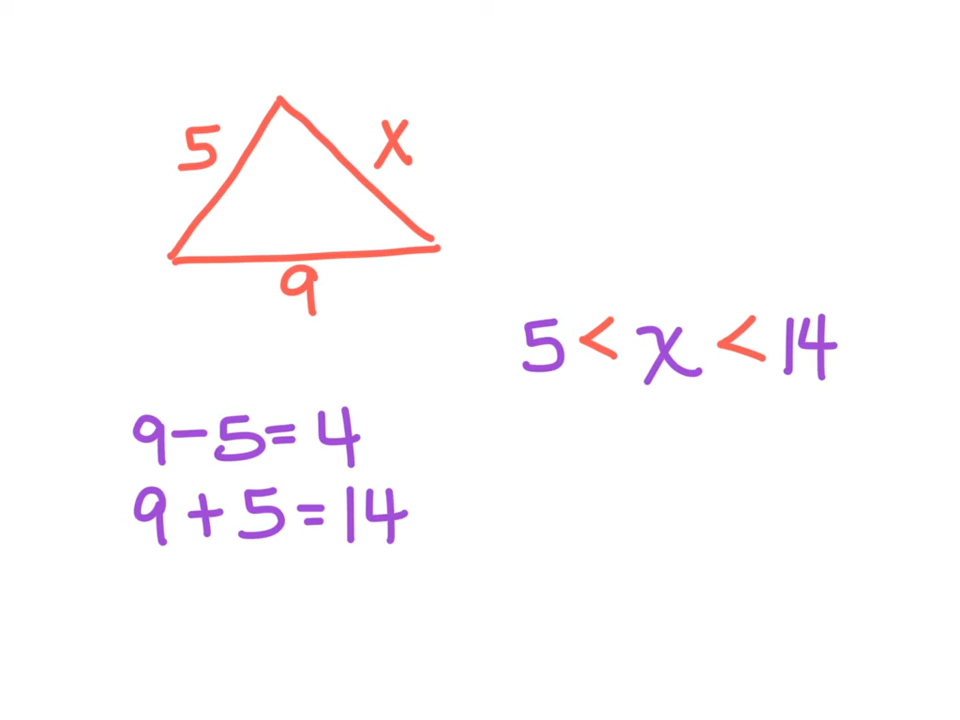 5 x
9
5 < x < 14
9 - 5 = 4
9 + 5 = 14